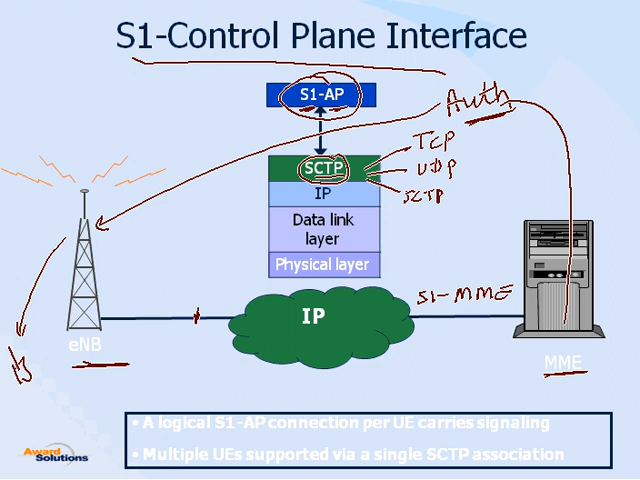 S1-Control Plane Interface
S1-AP
Auth
SCTP
TCP
UDP
SCTP
IP
Data link
layer
Physical layer
IP
S1-MME
eNB
MME
• A logical S1-AP connection per UE carries signaling
• Multiple UEs supported via a single SCTP association
Award
Solutions